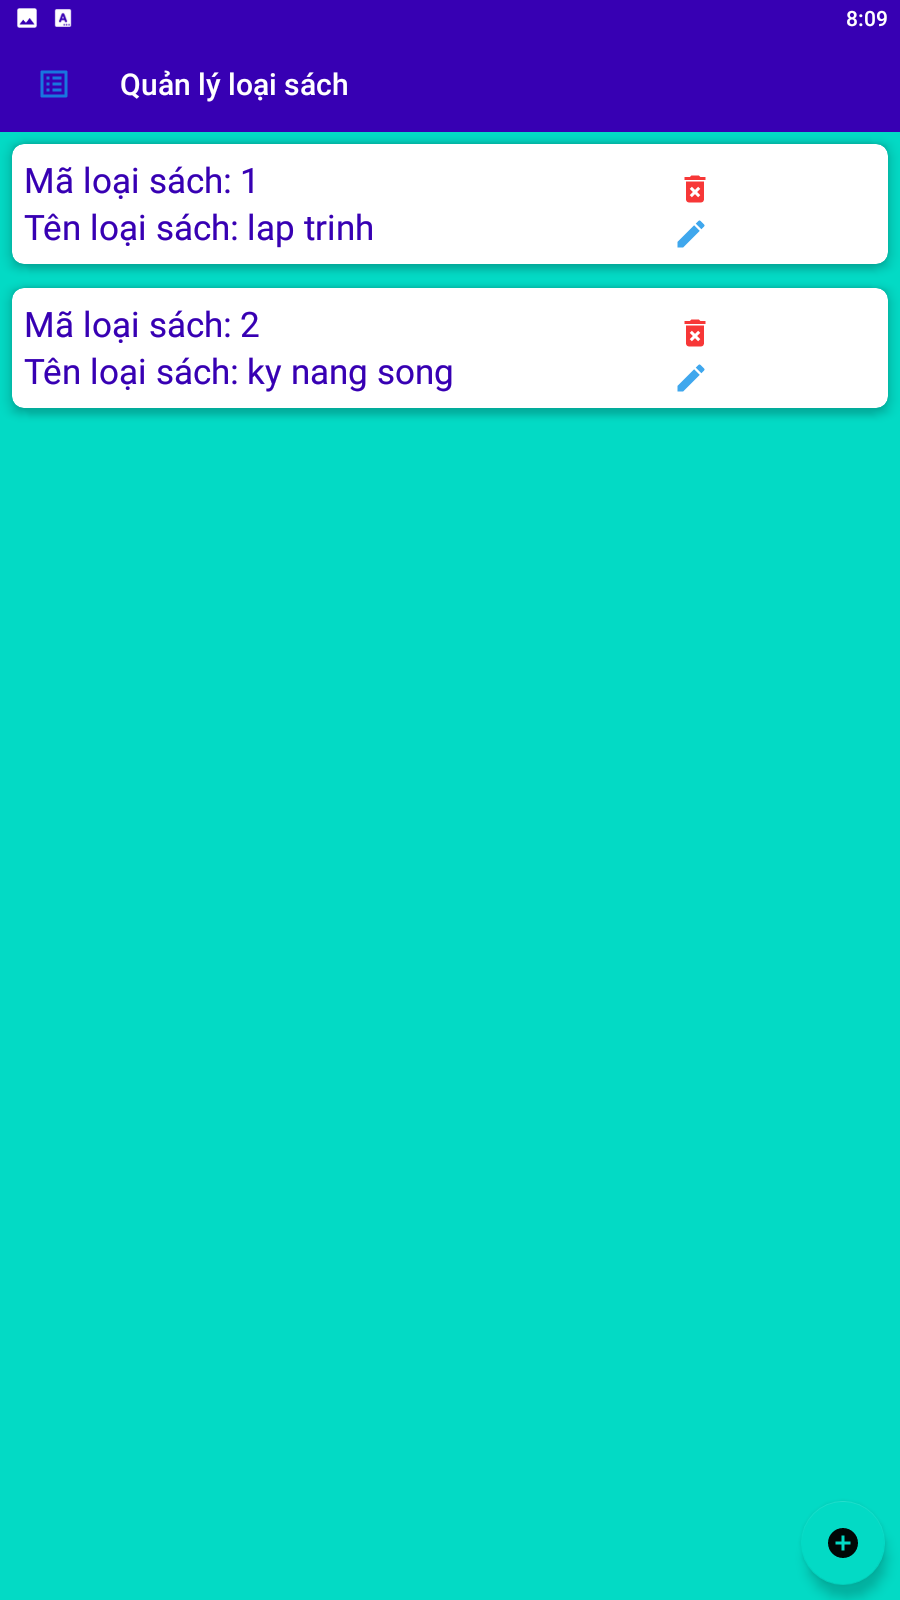 8:09
Quản lý loại sách
Mã loại sách: 1
Tên loại sách: lap trinh
Mã loại sách: 2
Tên loại sách: ky nang song